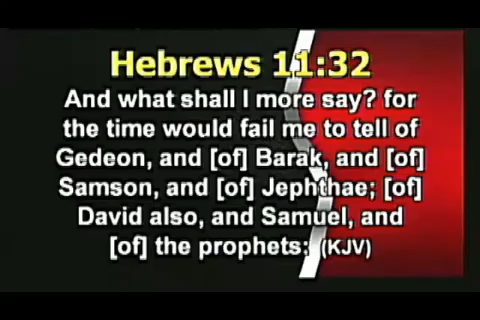 Hebrews 11:32
And what shall I more say? for
the time would fail me to tell of
Gedeon, and [of] Barak, and [of]
Samson, and [of] Jephthae; [of]
David also, and Samuel, and
[of] the prophets: (KJV)